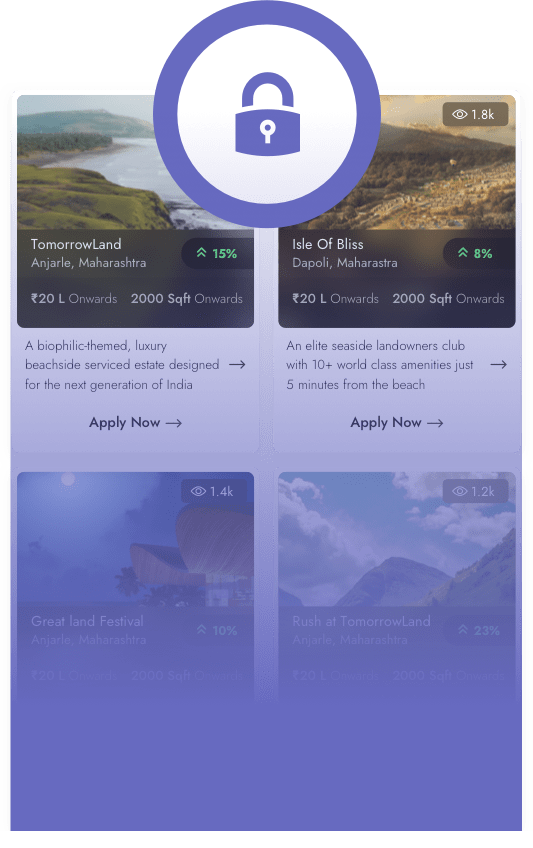 1.8k
TomorrowLand
Anjarle, Maharashtra
15%
₹20 L Onwards 2000 Sqft Onwards
A biophilic-themed, luxury
beachside serviced estate designed
for the next generation of India
Apply Now
Isle Of Bliss
Dapoli, Maharastra
8%
₹20 L Onwards 2000 Sqft Onwards
An elite seaside landowners club
with 10+ world class amenities just
5 minutes from the beach
Apply Now
1.4k
Great land Festival
Anjarle, Maharashtra
10%
₹20 L Onwards 2000 Sqft Onwards
1.2k
Rush at TomorrowLand
Anjarle, Maharashtra
23%
₹20 L Onwards 2000 Sqft Onwards